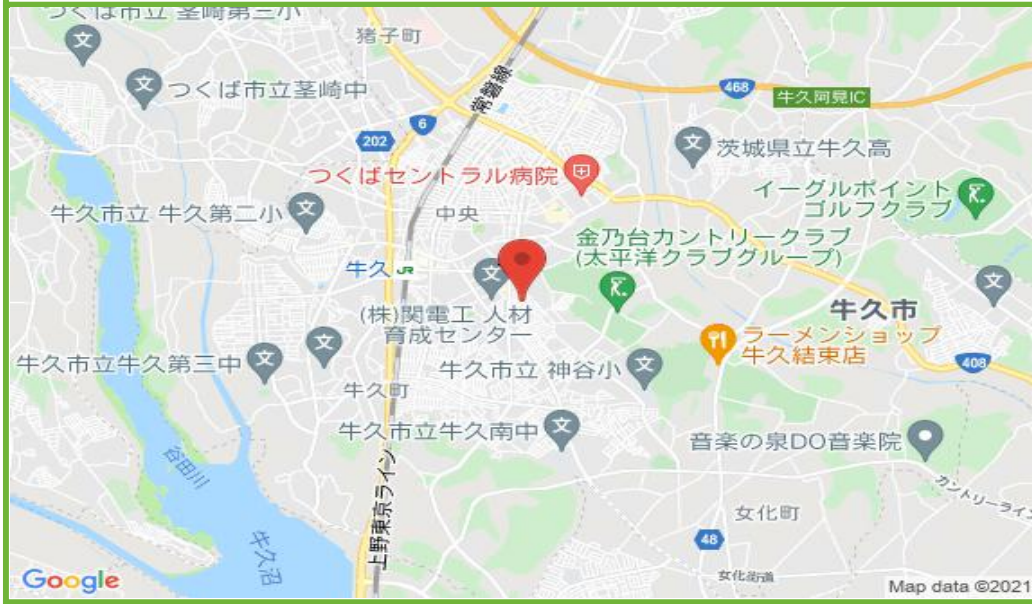 つくば市立 茎崎第三小
猪子町
つくば市立茎崎中
常磐線
468
牛久阿見IC
6
202
茨城県立牛久高
つくばセントラル病院
イーグルポイント
ゴルフクラブ
牛久市立 牛久第二小
中央
金乃台カントリークラブ
(太平洋クラブグループ)
牛久
JR
(株)関電工 人材
育成センター
牛久市
ラーメンショップ
牛久結束店
牛久市立牛久第三中
牛久市立 神谷小
408
牛久町
牛久市立牛久南中
音楽の泉DO音楽院
谷田川
上野東京ライン
カントリーライン
女化町
48
牛久沼
女化街道
Google
Map data ©2021